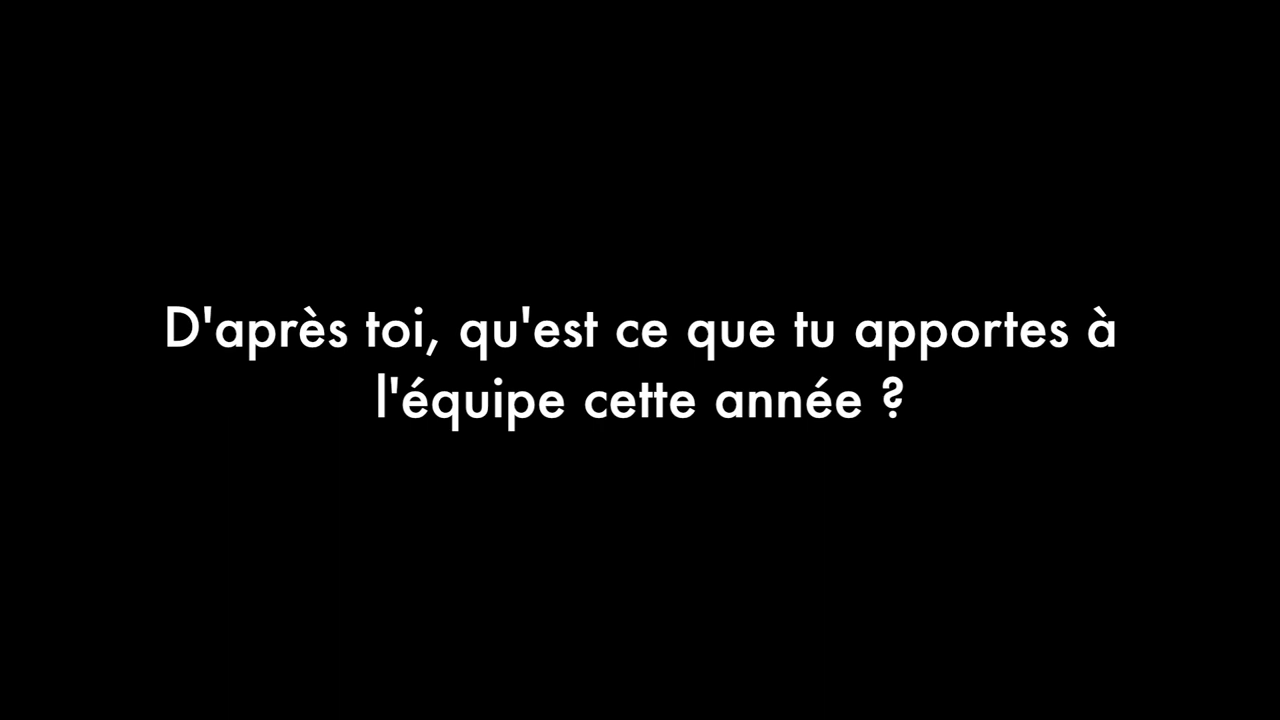 D'après toi, qu'est ce que tu apportes à
l'équipe cette année ?